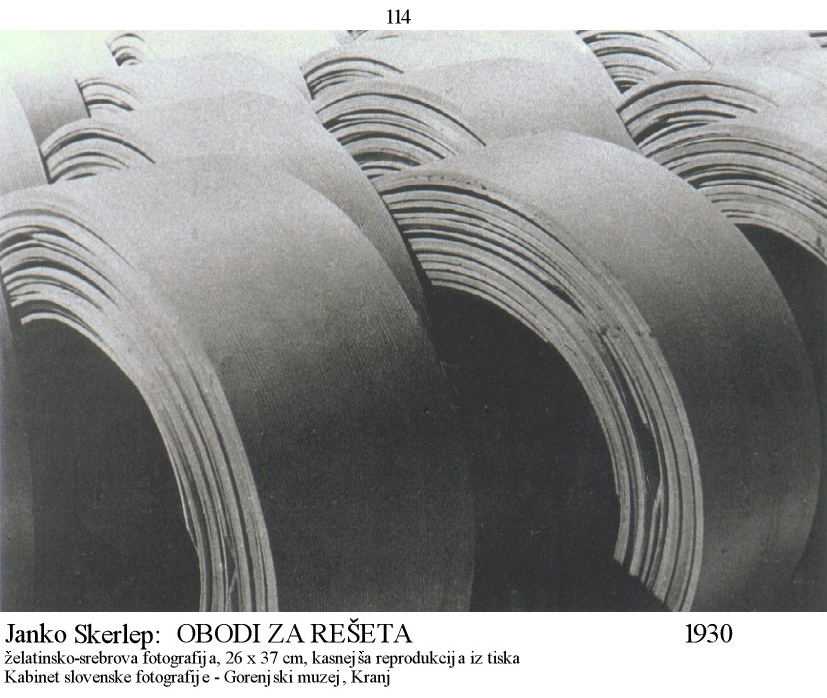 114
Janko Skerlep: OBODI ZA REŠETA 1930
želatinsko-srebrova fotografija, 26 x 37 cm, kasnejša reprodukcija iz tiska
Kabinet slovenske fotografije - Gorenjski muzej, Kranj